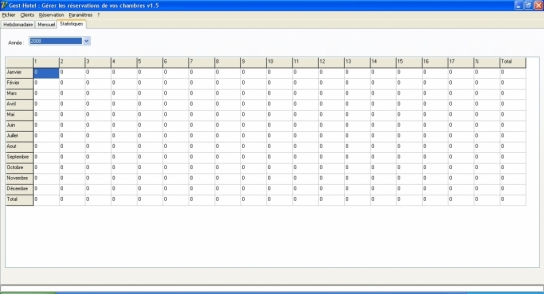 Gest Hotel : Gérer les réservations de vos chambres v1.5
Fichier Clients Réservation Paramètres ?
Hebdomadaire Mensuel Statistiques
Année : 2009
1 2 3 4 5 6 7 8 9 10 11 12 13 14 15 16 17 % Total
Janvier 0 0 0 0 0 0 0 0 0 0 0 0 0 0 0 0 0 0 0
Février 0 0 0 0 0 0 0 0 0 0 0 0 0 0 0 0 0 0 0
Mars 0 0 0 0 0 0 0 0 0 0 0 0 0 0 0 0 0 0 0
Avril 0 0 0 0 0 0 0 0 0 0 0 0 0 0 0 0 0 0 0
Mai 0 0 0 0 0 0 0 0 0 0 0 0 0 0 0 0 0 0 0
Juin 0 0 0 0 0 0 0 0 0 0 0 0 0 0 0 0 0 0 0
Juillet 0 0 0 0 0 0 0 0 0 0 0 0 0 0 0 0 0 0 0
Aout 0 0 0 0 0 0 0 0 0 0 0 0 0 0 0 0 0 0 0
Septembre 0 0 0 0 0 0 0 0 0 0 0 0 0 0 0 0 0 0 0
Octobre 0 0 0 0 0 0 0 0 0 0 0 0 0 0 0 0 0 0 0
Novembre 0 0 0 0 0 0 0 0 0 0 0 0 0 0 0 0 0 0 0
Décembre 0 0 0 0 0 0 0 0 0 0 0 0 0 0 0 0 0 0 0
Total 0 0 0 0 0 0 0 0 0 0 0 0 0 0 0 0 0 0 0